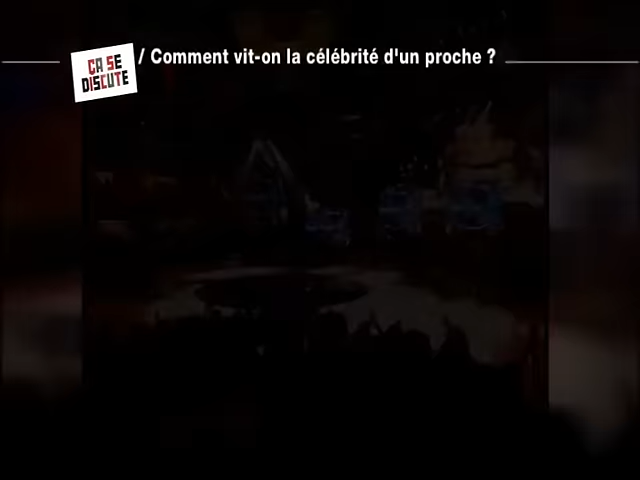 ÇA SE
DISCUTE
/ Comment vit-on la célébrité d'un proche ?